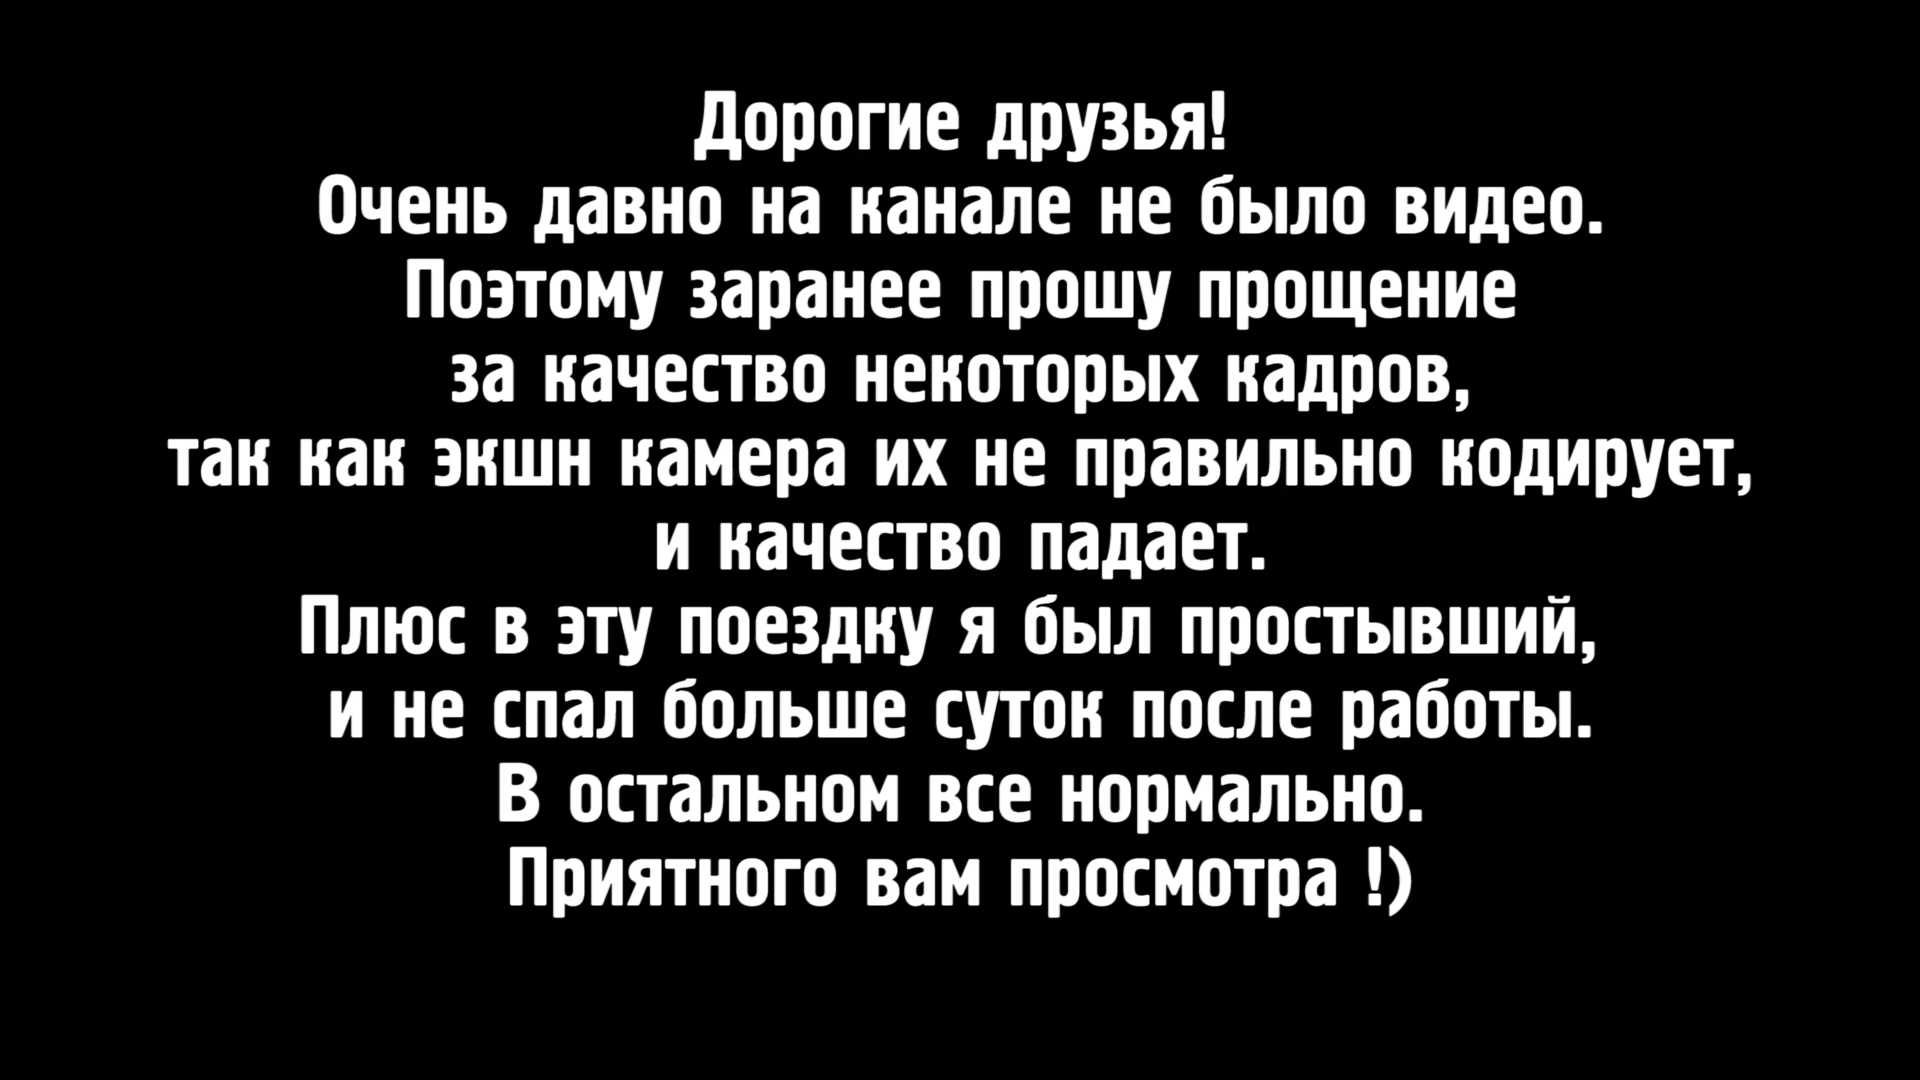 Дорогие друзья!
Очень давно на канале не было видео.
Поэтому заранее прошу прощение
за качество некоторых кадров,
так как экшн камера их не правильно кодирует,
и качество падает.
Плюс в эту поездку я был простывший,
и не спал больше суток после работы.
В остальном все нормально.
Приятного вам просмотра !)